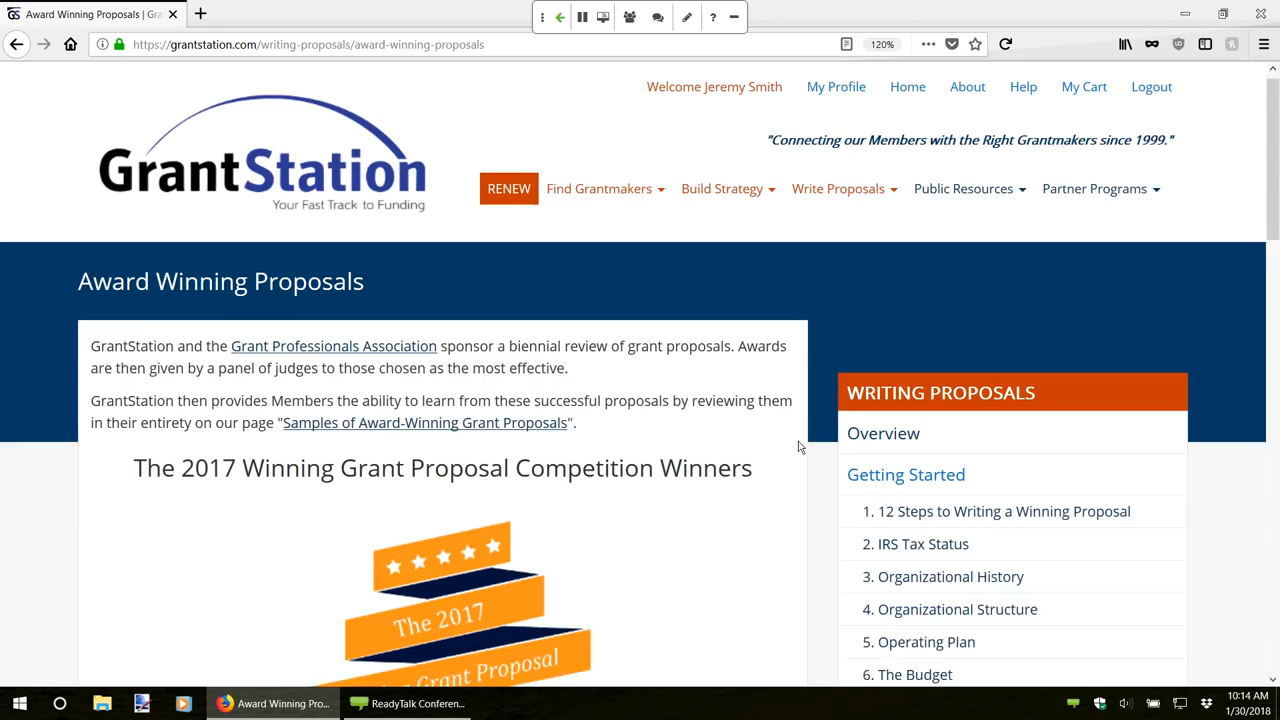 Award Winning Proposals | Gra
https://grantstation.com/writing-proposals/award-winning-proposals
120%
Welcome Jeremy Smith
My Profile
Home
About
Help
My Cart
Logout
GrantStation
Your Fast Track to Funding
"Connecting our Members with the Right Grantmakers since 1999."
RENEW
Find Grantmakers
Build Strategy
Write Proposals
Public Resources
Partner Programs
Award Winning Proposals
GrantStation and the Grant Professionals Association sponsor a biennial review of grant proposals. Awards
are then given by a panel of judges to those chosen as the most effective.
GrantStation then provides Members the ability to learn from these successful proposals by reviewing them
in their entirety on our page "Samples of Award-Winning Grant Proposals".
The 2017 Winning Grant Proposal Competition Winners
The 2017
Grant Proposal
WRITING PROPOSALS
Overview
Getting Started
1. 12 Steps to Writing a Winning Proposal
2. IRS Tax Status
3. Organizational History
4. Organizational Structure
5. Operating Plan
6. The Budget
Award Winning Pro...
ReadyTalk Conferen...
10:14 AM
1/30/2018